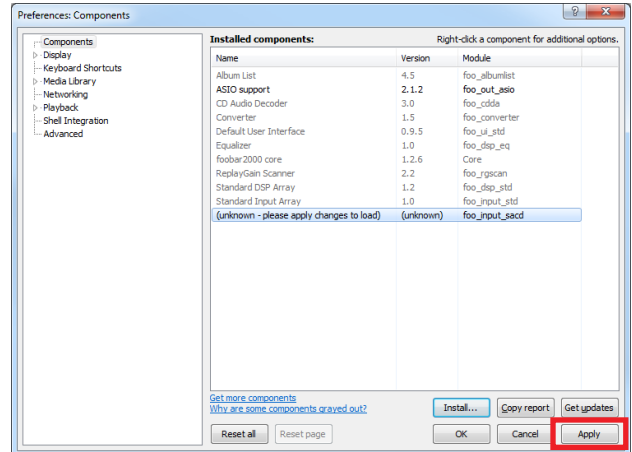 Preferences: Components
Components
Display
Keyboard Shortcuts
Media Library
Networking
Playback
Shell Integration
Advanced
Installed components: Right-click a component for additional options.
Name Version Module
Album List 4.5 foo_albumlist
ASIO support 2.1.2 foo_out_asio
CD Audio Decoder 3.0 foo_cdda
Converter 1.5 foo_converter
Default User Interface 0.9.5 foo_ui_std
Equalizer 1.0 foo_dsp_eq
foobar2000 core 1.2.6 Core
ReplayGain Scanner 2.2 foo_rgscan
Standard DSP Array 1.2 foo_dsp_std
Standard Input Array 1.0 foo_input_std
(unknown - please apply changes to load) (unknown) foo_input_sacd
Get more components
Why are some components grayed out?
Install... Copy report Get updates
Reset all Reset page OK Cancel Apply